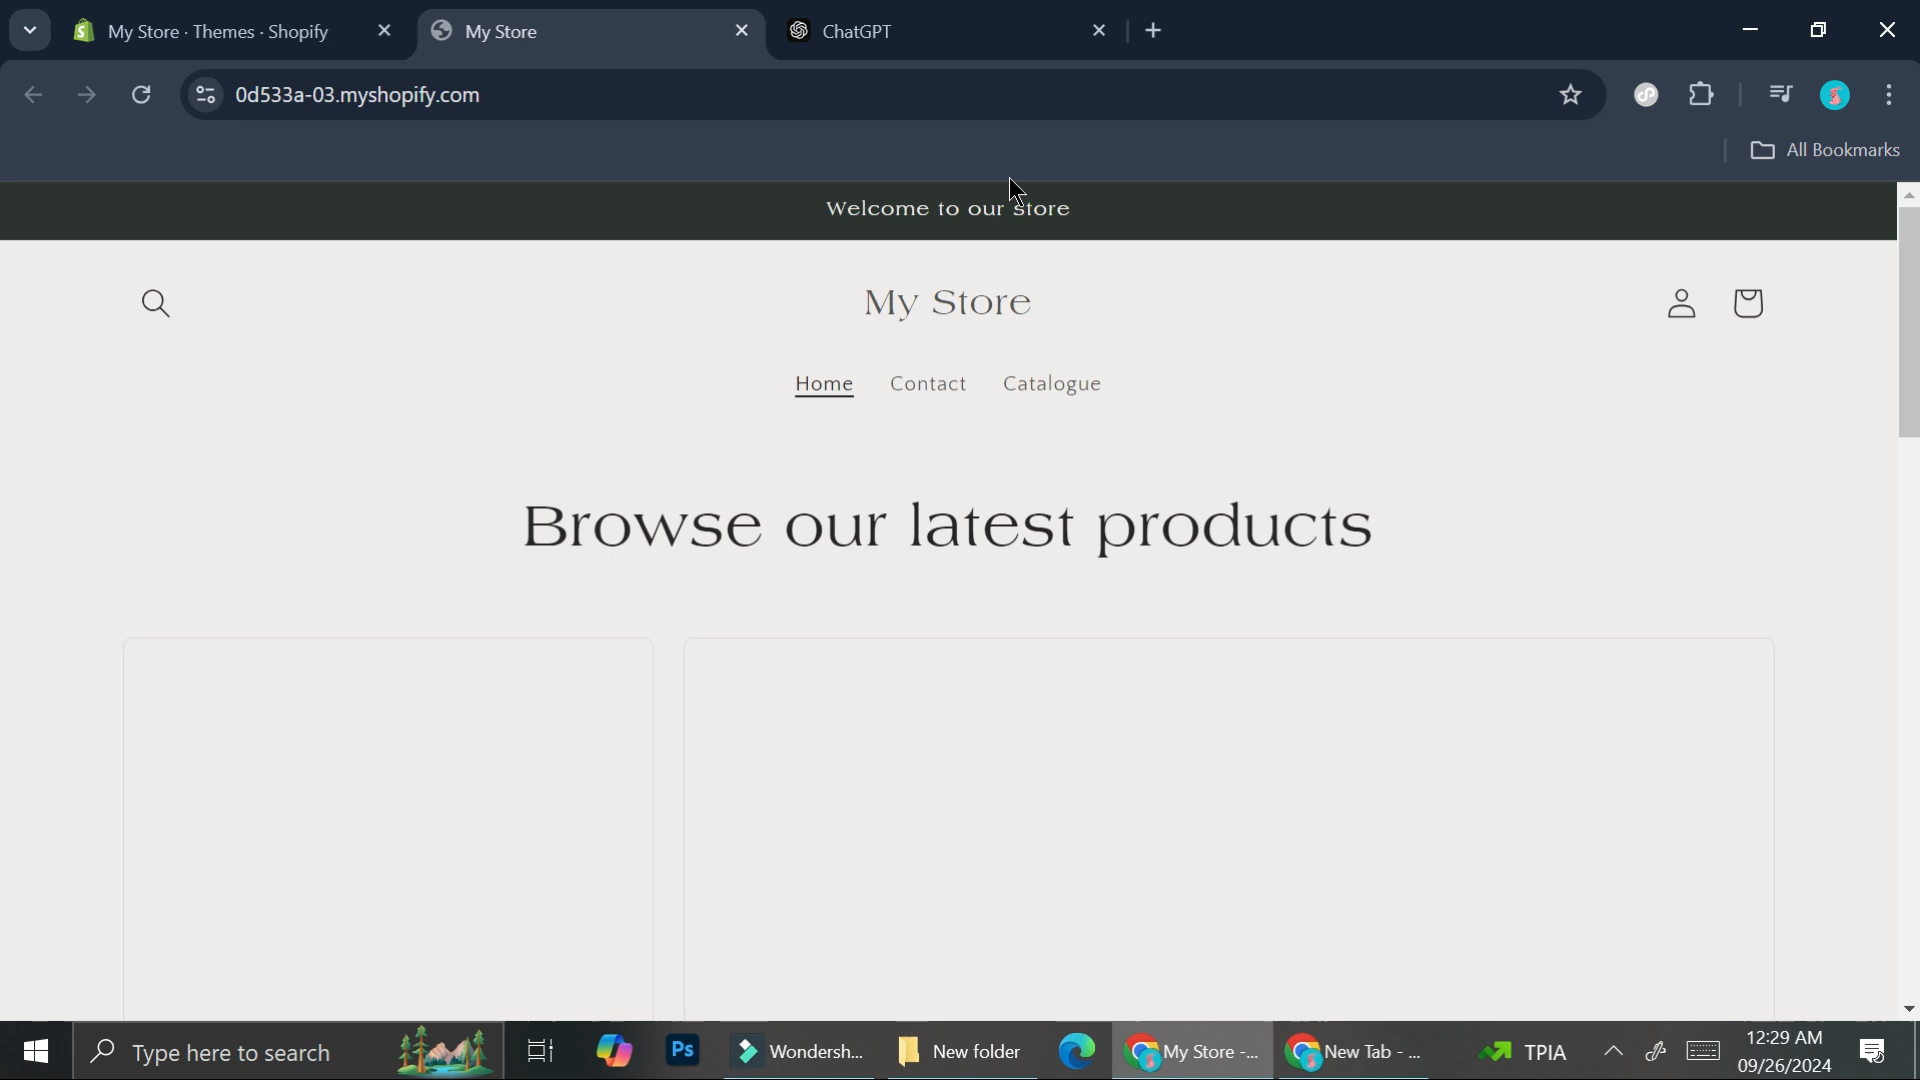 My Store · Themes · Shopify
My Store
ChatGPT
0d533a-03.myshopify.com
All Bookmarks
Welcome to our store
My Store
Home Contact Catalogue
Browse our latest products
Type here to search
Ps
Wondersh...
New folder
My Store -...
New Tab - ...
TPIA
12:29 AM
09/26/2024